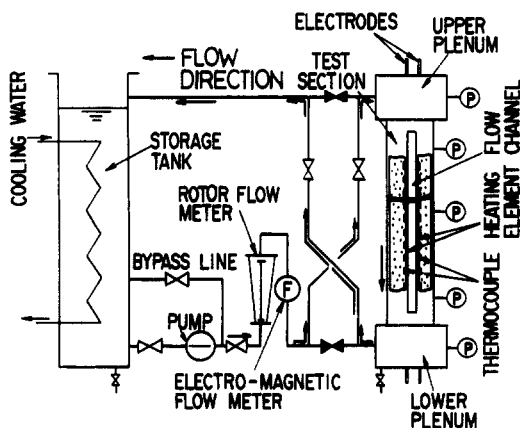 ELECTRODES
UPPER
PLENUM
TEST
SECTION
FLOW
DIRECTION
P
COOLING WATER
STORAGE
TANK
P
FLOW
CHANNEL
HEATING
ELEMENT
ROTOR FLOW
METER
P
THERMOCOUPLE
BYPASS LINE
F
P
PUMP
P
ELECTRO-MAGNETIC
FLOW METER
LOWER
PLENUM